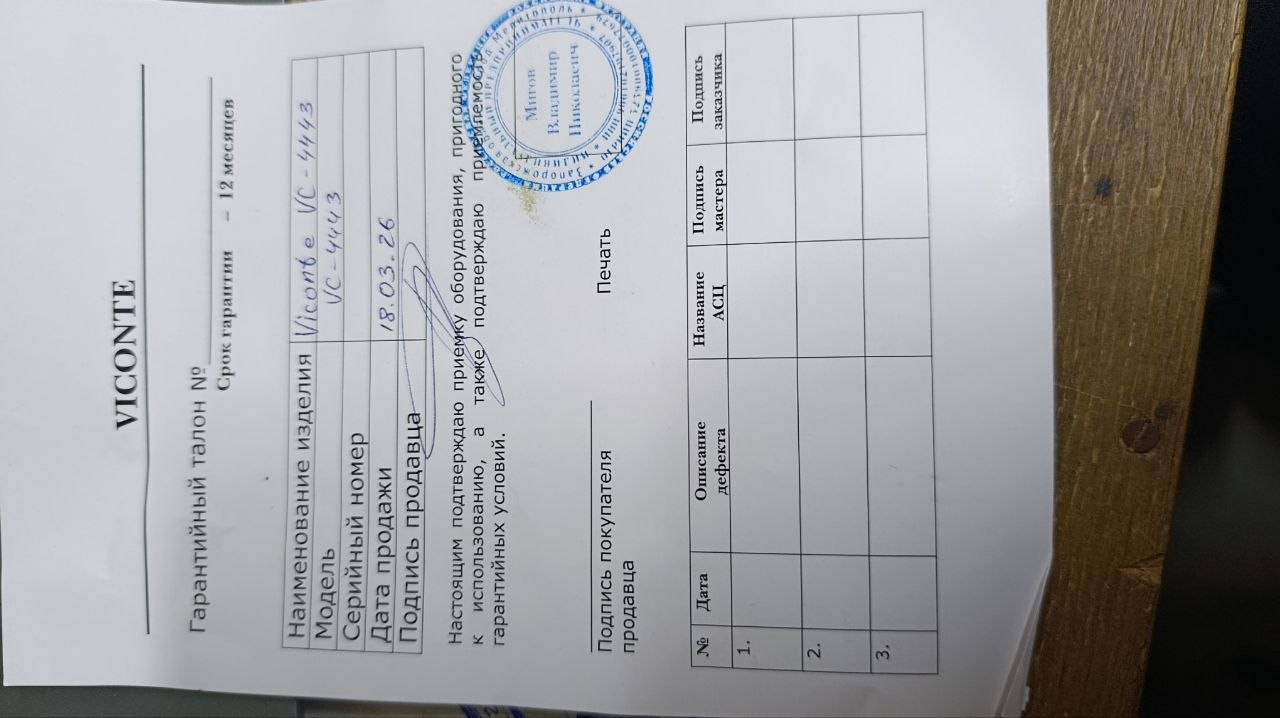 VICONTE
Гарантийный талон №
Срок гарантии – 12 месяцев
Наименование изделия Viconte VC-4443
Модель VC-4443
Серийный номер
Дата продажи 18.03.26
Подпись продавца
Настоящим подтверждаю приемку оборудования, пригодного
к использованию, а также подтверждаю приемлемость
гарантийных условий.
Мигов
Владимир
Николаевич
Подпись покупателя Печать
продавца
№ Дата Описание дефекта Название АСЦ Подпись мастера Подпись заказчика
1.
2.
3.